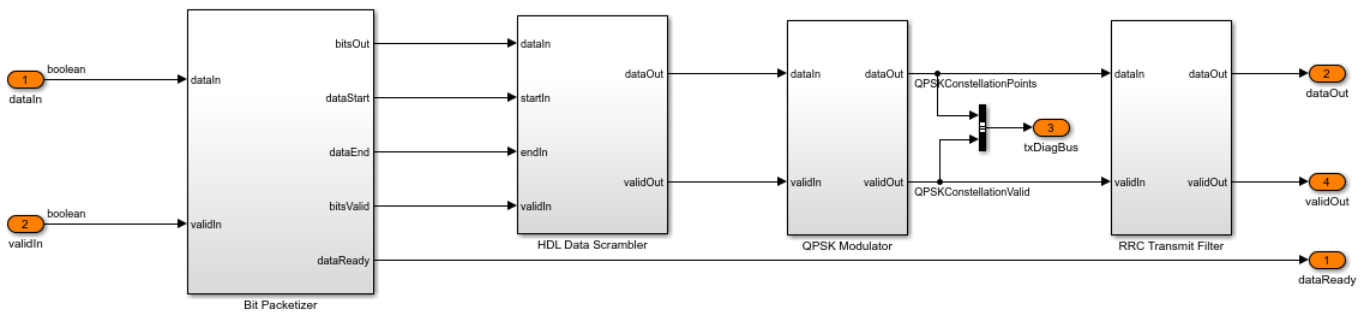 1
boolean
dataIn
2
boolean
validIn
dataIn
validIn
bitsOut
dataStart
dataEnd
bitsValid
dataReady
Bit Packetizer
dataIn
startIn
endIn
validIn
dataOut
validOut
HDL Data Scrambler
dataIn
validIn
dataOut
validOut
QPSK Modulator
QPSKConstellationPoints
QPSKConstellationValid
3
txDiagBus
dataIn
validIn
dataOut
validOut
RRC Transmit Filter
2
dataOut
4
validOut
1
dataReady